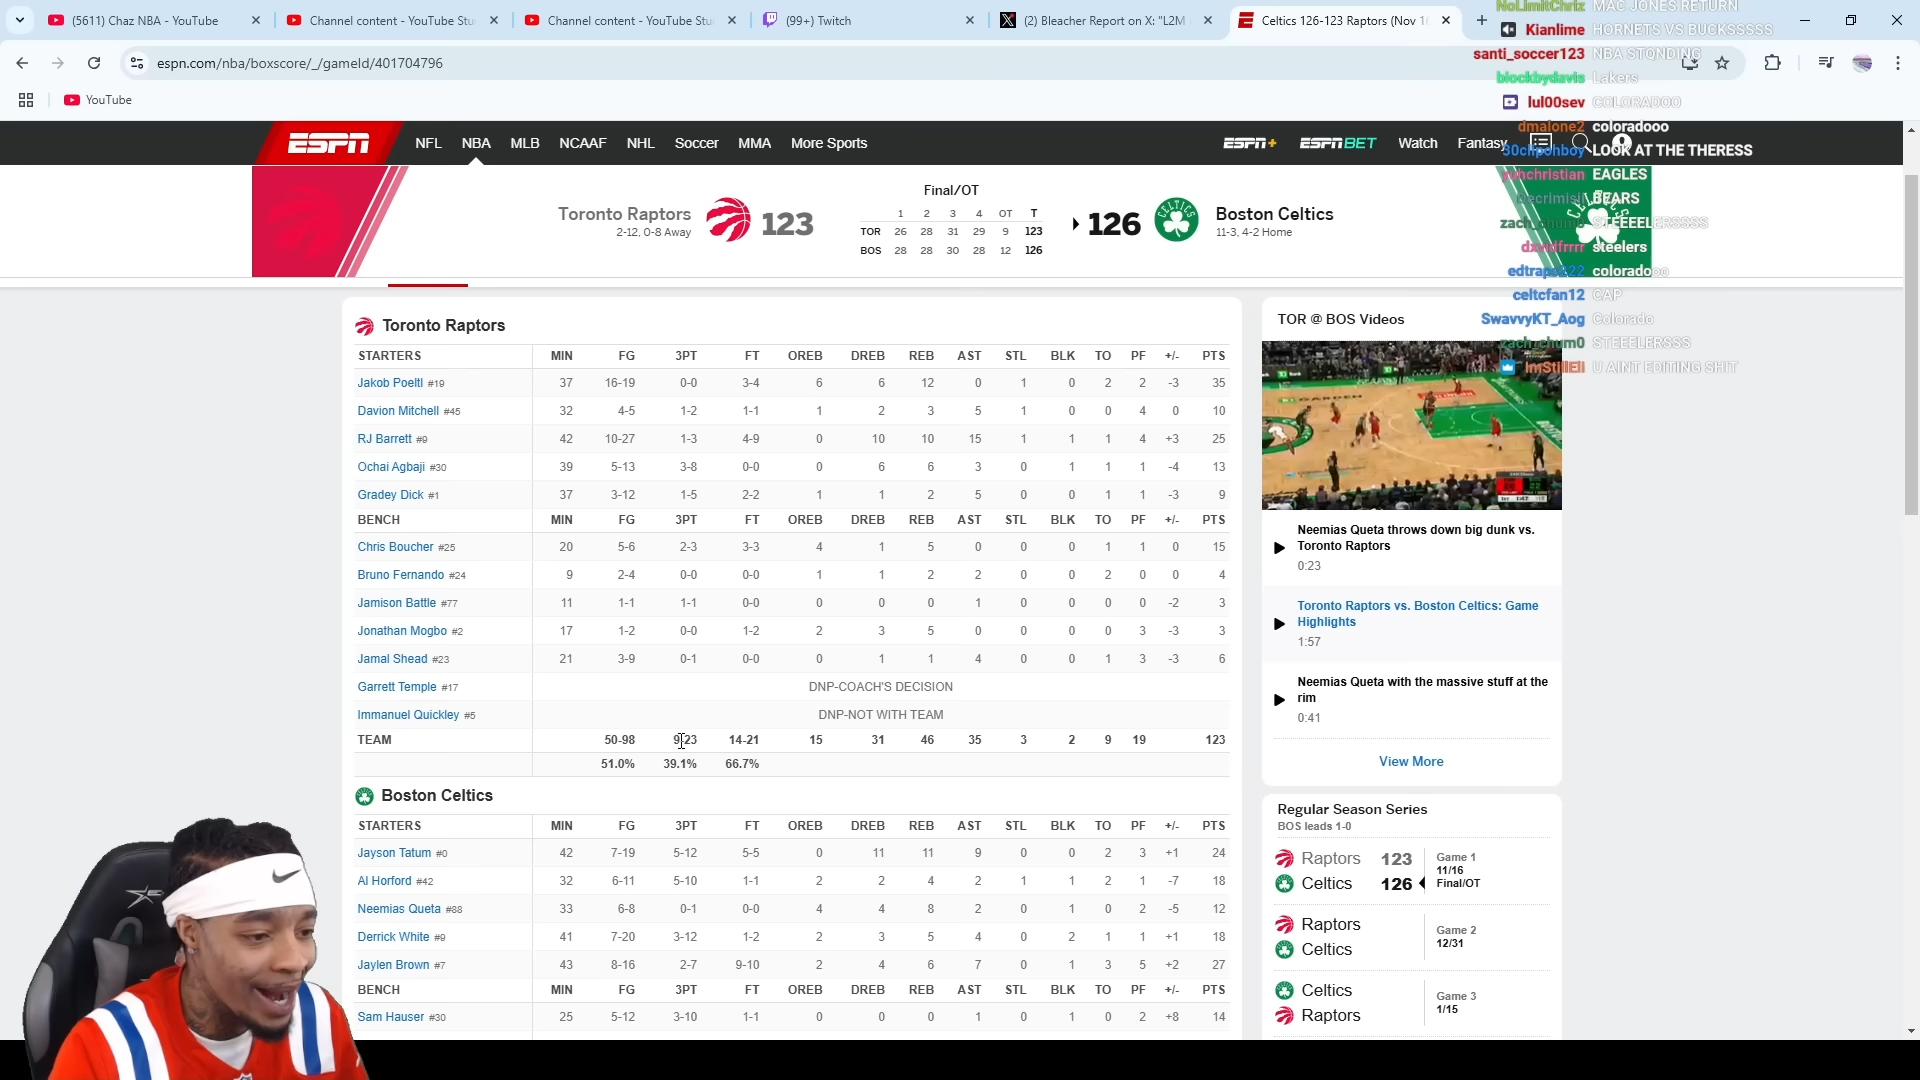 (5611) Chaz NBA - YouTube
Channel content - YouTube Stu
Channel content - YouTube Stu
(99+) Twitch
(2) Bleacher Report on X: "L2M
Celtics 126-123 Raptors (Nov 1
espn.com/nba/boxscore/_/gameId/401704796
YouTube
NoLimitChriz MAC JONES RETURN
Kianlime HORNETS VS BUCKSSSSS
santi_soccer123 NBA STQNDING
blockbydavis Lakers
lul00sev COLORADOO
dmalone2 coloradooo
30clipohboy LOOK AT THE THERESS
EAGLES
BEARS
STEEEELERSSSS
steelers
coloradooo
celtcfan12 CAP
SwavvyKT_Aog Colorado
zach_chum0 STEEELERSSS
ImStillEli U AINT EDITING SHIT
ESPN NFL NBA MLB NCAAF NHL Soccer MMA More Sports ESPN+ ESPN BET Watch Fantasy
Final/OT
Toronto Raptors 123
2-12, 0-8 Away
1 2 3 4 OT T
TOR 26 28 31 29 9 123
BOS 28 28 30 28 12 126
126 CELTICS Boston Celtics
11-3, 4-2 Home
Toronto Raptors
STARTERS MIN FG 3PT FT OREB DREB REB AST STL BLK TO PF +/- PTS
Jakob Poeltl #19 37 16-19 0-0 3-4 6 6 12 0 1 0 2 2 -3 35
Davion Mitchell #45 32 4-5 1-2 1-1 1 2 3 5 1 0 0 4 0 10
RJ Barrett #9 42 10-27 1-3 4-9 0 10 10 15 1 1 1 4 +3 25
Ochai Agbaji #30 39 5-13 3-8 0-0 0 6 6 3 0 1 1 1 -4 13
Gradey Dick #1 37 3-12 1-5 2-2 1 1 2 5 0 0 1 1 -3 9
BENCH MIN FG 3PT FT OREB DREB REB AST STL BLK TO PF +/- PTS
Chris Boucher #25 20 5-6 2-3 3-3 4 1 5 0 0 0 1 1 0 15
Bruno Fernando #24 9 2-4 0-0 0-0 1 1 2 2 0 0 2 0 0 4
Jamison Battle #77 11 1-1 1-1 0-0 0 0 0 1 0 0 0 0 -2 3
Jonathan Mogbo #2 17 1-2 0-0 1-2 2 3 5 0 0 0 0 3 -3 3
Jamal Shead #23 21 3-9 0-1 0-0 0 1 1 4 0 0 1 3 -3 6
Garrett Temple #17 DNP-COACH'S DECISION
Immanuel Quickley #5 DNP-NOT WITH TEAM
TEAM 50-98 9-23 14-21 15 31 46 35 3 2 9 19 123
51.0% 39.1% 66.7%
Boston Celtics
STARTERS MIN FG 3PT FT OREB DREB REB AST STL BLK TO PF +/- PTS
Jayson Tatum #0 42 7-19 5-12 5-5 0 11 11 9 0 0 2 3 +1 24
Al Horford #42 32 6-11 5-10 1-1 2 2 4 2 1 1 2 1 -7 18
Neemias Queta #88 33 6-8 0-1 0-0 4 4 8 2 0 1 0 2 -5 12
Derrick White #9 41 7-20 3-12 1-2 2 3 5 4 0 2 1 1 +1 18
Jaylen Brown #7 43 8-16 2-7 9-10 2 4 6 7 0 1 3 5 +2 27
BENCH MIN FG 3PT FT OREB DREB REB AST STL BLK TO PF +/- PTS
Sam Hauser #30 25 5-12 3-10 1-1 0 0 0 1 0 1 0 2 +8 14
TOR @ BOS Videos
Neemias Queta throws down big dunk vs.
Toronto Raptors
0:23
Toronto Raptors vs. Boston Celtics: Game
Highlights
1:57
Neemias Queta with the massive stuff at the
rim
0:41
View More
Regular Season Series
BOS leads 1-0
Raptors 123
Celtics 126
Game 1
11/16
Final/OT
Raptors
Celtics
Game 2
12/31
Celtics
Raptors
Game 3
1/15